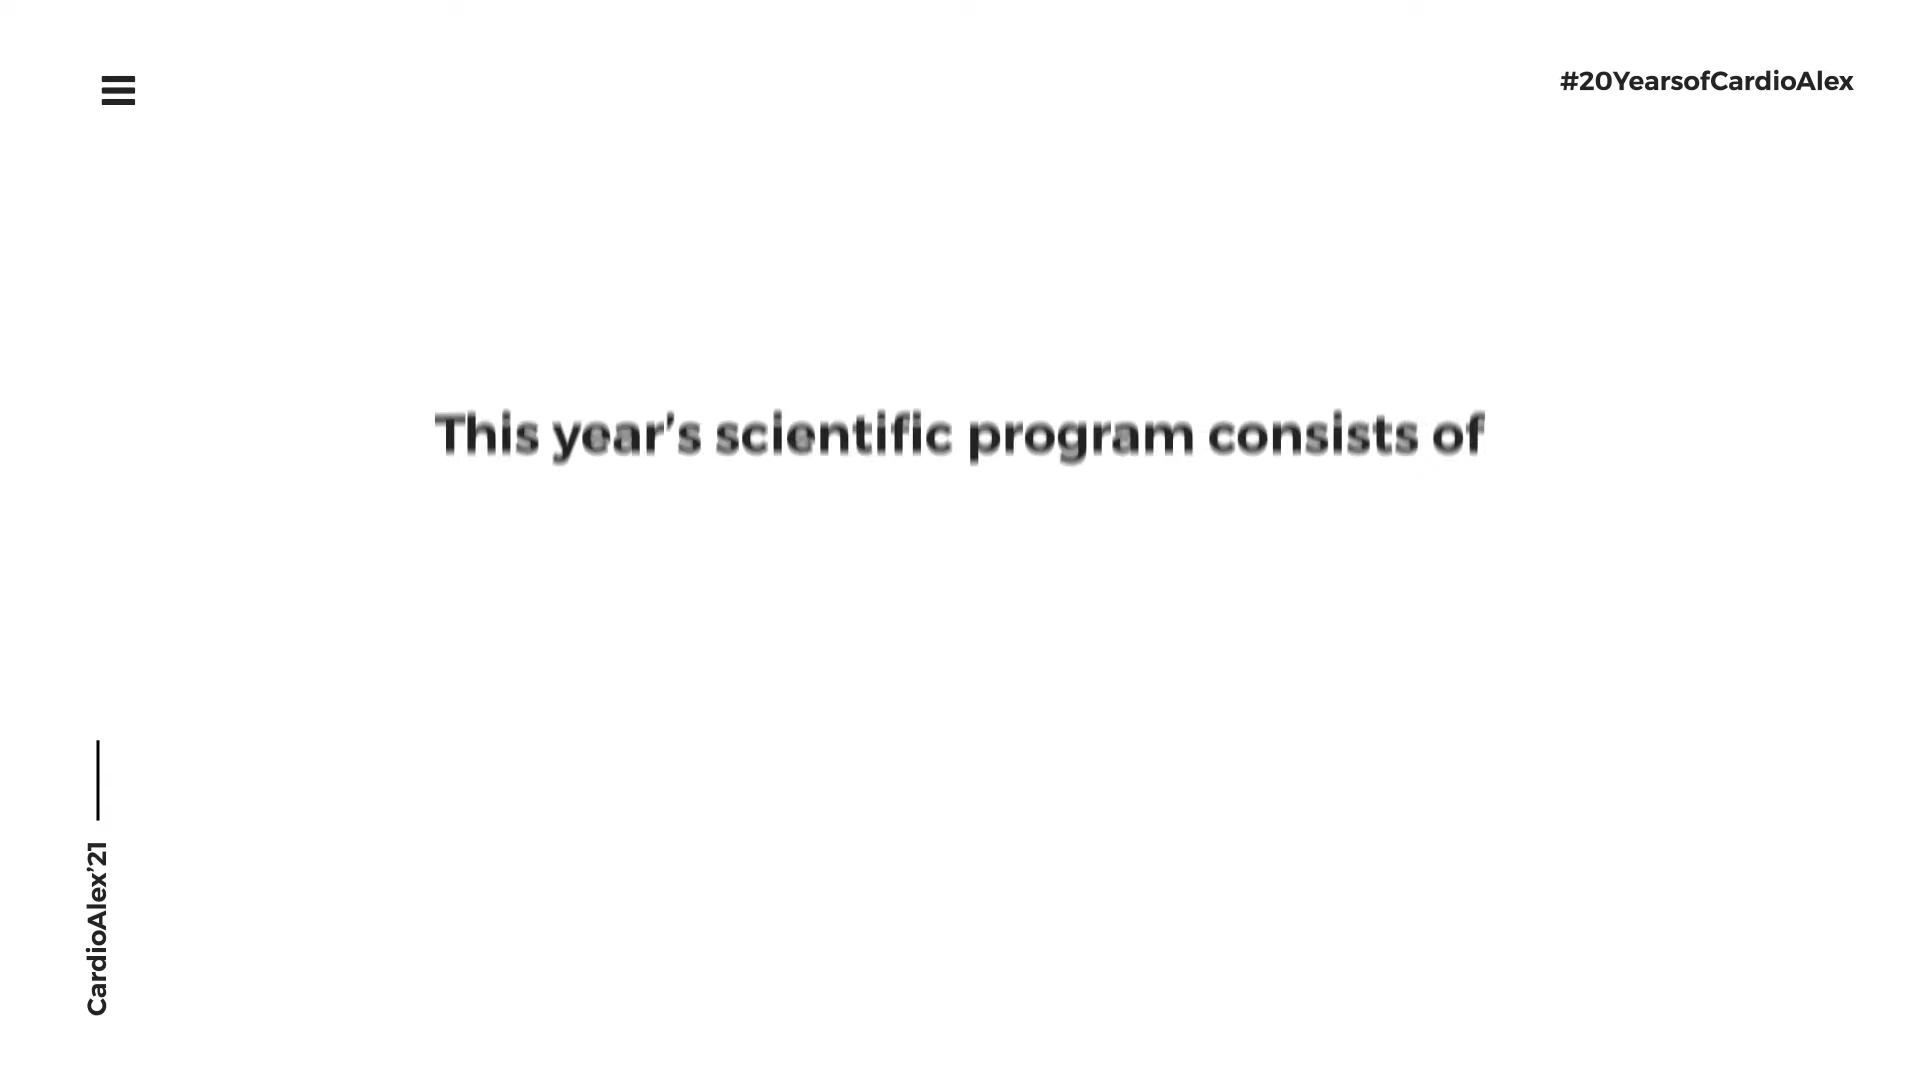 #20YearsofCardioAlex
This year's scientific program consists of
CardioAlex’21